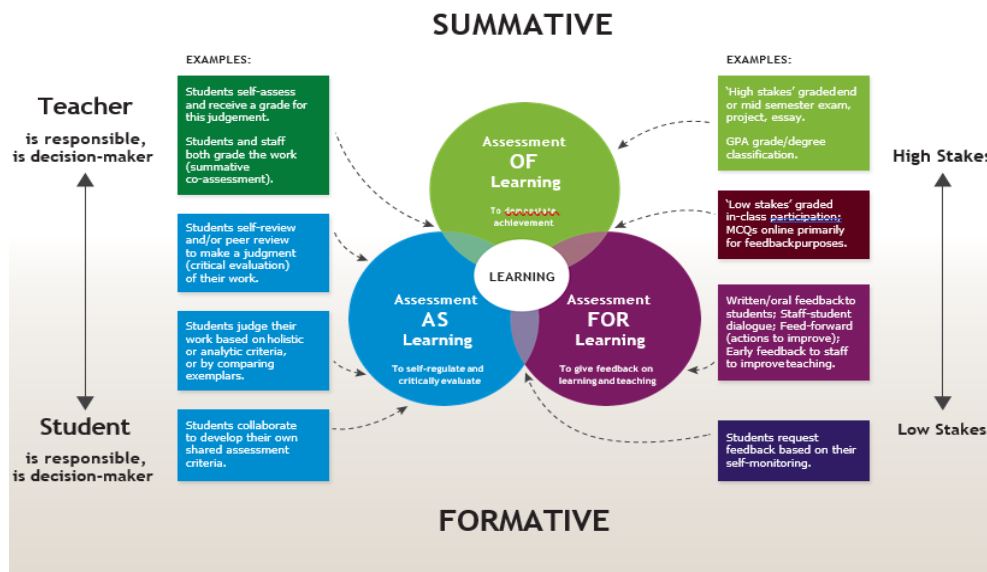 SUMMATIVE
EXAMPLES:
Students self-assess
and receive a grade for
this judgement.
Students and staff
both grade the work
(summative
co-assessment).
Students self-review
and/or peer review
to make a judgment
(critical evaluation)
of their work.
Students judge their
work based on holistic
or analytic criteria,
or by comparing
exemplars.
Students collaborate
to develop their own
shared assessment
criteria.
Teacher
is responsible,
is decision-maker
Student
is responsible,
is decision-maker
Assessment
OF
Learning
To demostate
achievement
LEARNING
Assessment
AS
Learning
To self-regulate and
critically evaluate
Assessment
FOR
Learning
To give feedback on
learning and teaching
EXAMPLES:
'High stakes' graded end
or mid semester exam,
project, essay.
GPA grade/degree
classification.
'Low stakes' graded
in-class participation;
MCQs online primarily
for feedback purposes.
Written/oral feedback to
students; Staff-student
dialogue; Feed-forward
(actions to improve);
Early feedback to staff
to improve teaching.
Students request
feedback based on their
self-monitoring.
High Stakes
Low Stakes
FORMATIVE